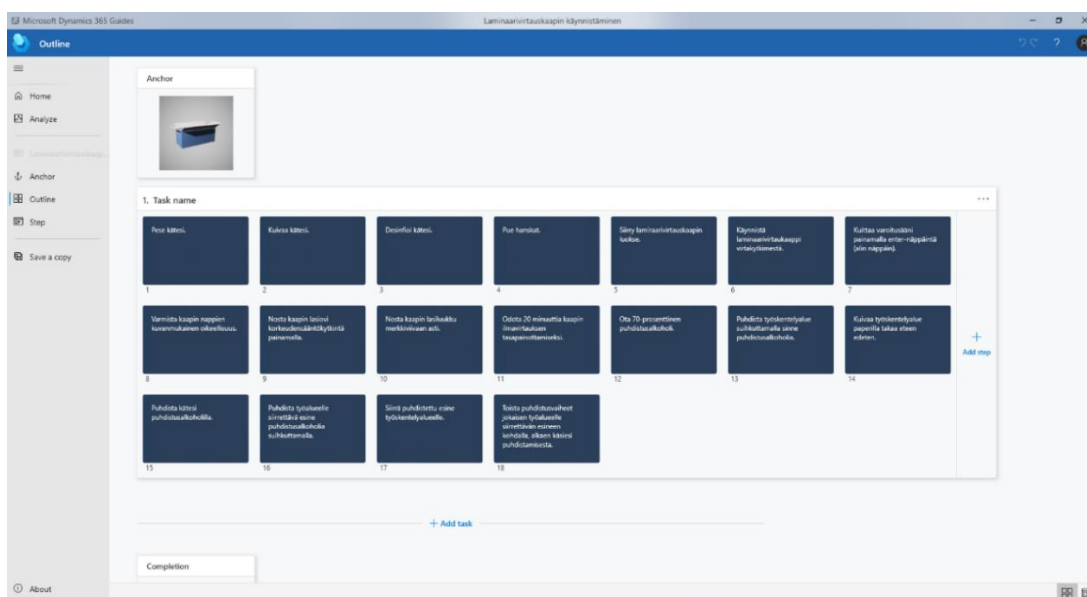 Microsoft Dynamics 365 Guides
Laminaarivirtauskaapin käynnistäminen
Outline
Home
Analyze
Anchor
Outline
Step
Save a copy
About
Anchor
1. Task name
Pese kätesi.
1
Kuivaa kätesi.
2
Desinfioi kätesi.
3
Pue hanskat.
4
Siirry laminaarivirtauskaapin
luokse.
5
Käynnistä
laminaarivirtauskaappi
virtakytkimestä.
6
Kuittaa varoitusääni
painamalla enter-näppäintä
(alin näppäin).
7
Varmista kaapin nappien
kuvanmukainen oikeellisuus.
8
Nosta kaapin lasiovi
korkeudensäätökytkintä
painamalla.
9
Nosta kaapin lasiluukku
merkkiviivaan asti.
10
Odota 20 minuuttia kaapin
ilmavirtauksen
tasapainottamiseksi.
11
Ota 70-prosenttinen
puhdistusalkoholi.
12
Puhdista työskentelyalue
suihkuttamalla sinne
puhdistusalkoholia.
13
Kuivaa työskentelyalue
paperilla takaa eteen
edeten.
14
Puhdista kätesi
puhdistusalkoholilla.
15
Puhdista työalueelle
siirrettävä esine
puhdistusalkoholia
suihkuttamalla.
16
Siirrä puhdistettu esine
työskentelyalueelle.
17
Toista puhdistusvaiheet
jokaisen työalueelle
siirrettävän esineen
kohdalla, alkaen käsiesi
puhdistamisesta.
18
Add step
Add task
Completion